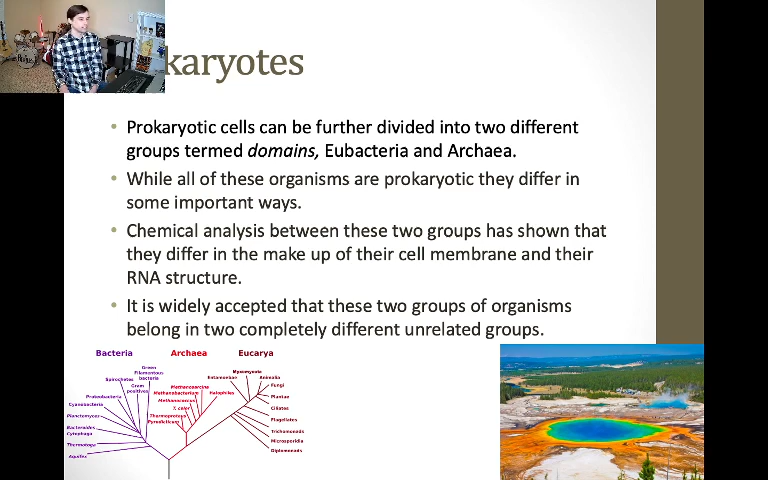 karyotes
Prokaryotic cells can be further divided into two different
groups termed domains, Eubacteria and Archaea.
While all of these organisms are prokaryotic they differ in
some important ways.
Chemical analysis between these two groups has shown that
they differ in the make up of their cell membrane and their
RNA structure.
It is widely accepted that these two groups of organisms
belong in two completely different unrelated groups.
Bacteria
Archaea
Eucarya
Green
Filamentous
bacteria
Spirochetes
Gram
positives
Proteobacteria
Cyanobacteria
Planctomyces
Bacteroides
Cytophaga
Thermotoga
Aquifex
Methanosarcina
Methanobacterium
Halophiles
Methanococcus
T. celer
Thermoproteus
Pyrodicticum
Entamoebae
Myxomycota
Animalia
Fungi
Plantae
Ciliates
Flagellates
Trichomonads
Microsporidia
Diplomonads